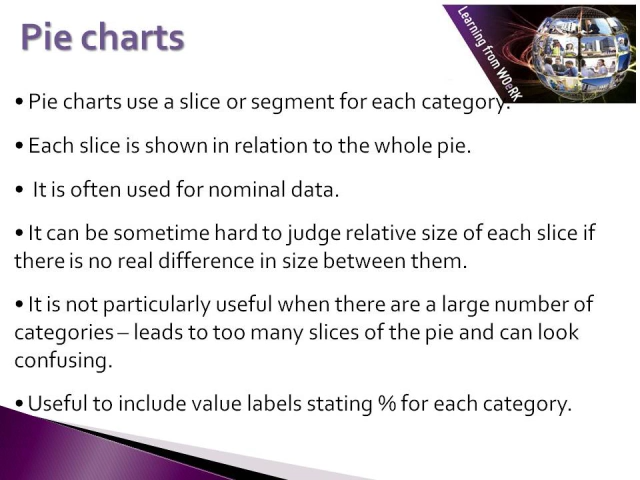 Pie charts
Learning from WOeRK
• Pie charts use a slice or segment for each category.
• Each slice is shown in relation to the whole pie.
• It is often used for nominal data.
• It can be sometime hard to judge relative size of each slice if
there is no real difference in size between them.
• It is not particularly useful when there are a large number of
categories – leads to too many slices of the pie and can look
confusing.
• Useful to include value labels stating % for each category.